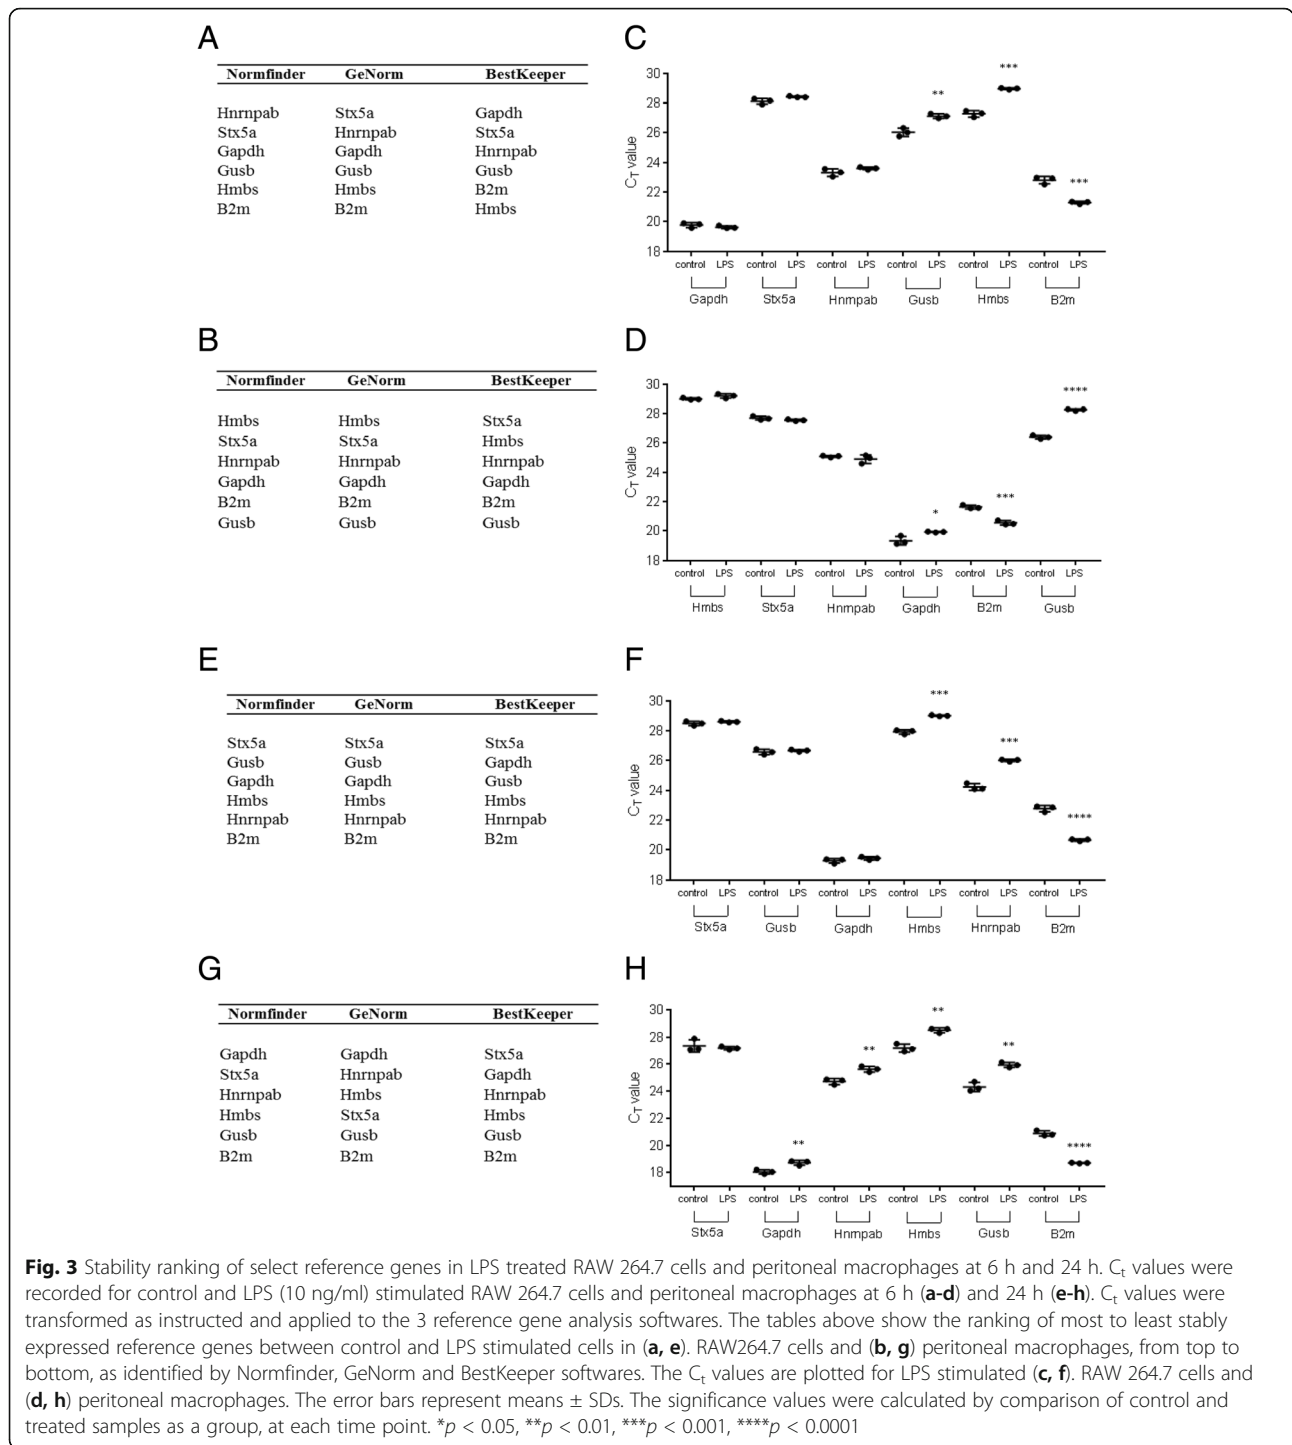 A
Normfinder GeNorm BestKeeper
Hnrnpab Stx5a Gapdh
Stx5a Hnrnpab Stx5a
Gapdh Gapdh Hnrnpab
Gusb Gusb Gusb
Hmbs Hmbs B2m
B2m B2m Hmbs
C
30
28
26
24
22
20
18
CT value
** *** ***
control LPS control LPS control LPS control LPS control LPS control LPS
Gapdh Stx5a Hnrnpab Gusb Hmbs B2m
B
Normfinder GeNorm BestKeeper
Hmbs Hmbs Stx5a
Stx5a Stx5a Hmbs
Hnrnpab Hnrnpab Hnrnpab
Gapdh Gapdh Gapdh
B2m B2m B2m
Gusb Gusb Gusb
D
30
28
26
24
22
20
18
CT value
* *** ****
control LPS control LPS control LPS control LPS control LPS control LPS
Hmbs Stx5a Hnrnpab Gapdh B2m Gusb
E
Normfinder GeNorm BestKeeper
Stx5a Stx5a Stx5a
Gusb Gusb Gapdh
Gapdh Gapdh Gusb
Hmbs Hmbs Hmbs
Hnrnpab Hnrnpab Hnrnpab
B2m B2m B2m
F
30
28
26
24
22
20
18
CT value
*** *** ****
control LPS control LPS control LPS control LPS control LPS control LPS
Stx5a Gusb Gapdh Hmbs Hnrnpab B2m
G
Normfinder GeNorm BestKeeper
Gapdh Gapdh Stx5a
Stx5a Hnrnpab Gapdh
Hnrnpab Hmbs Hnrnpab
Hmbs Stx5a Hmbs
Gusb Gusb Gusb
B2m B2m B2m
H
30
28
26
24
22
20
18
CT value
** ** ** ** ****
control LPS control LPS control LPS control LPS control LPS control LPS
Stx5a Gapdh Hnrnpab Hmbs Gusb B2m
Fig. 3 Stability ranking of select reference genes in LPS treated RAW 264.7 cells and peritoneal macrophages at 6 h and 24 h. Ct values were
recorded for control and LPS (10 ng/ml) stimulated RAW 264.7 cells and peritoneal macrophages at 6 h (a-d) and 24 h (e-h). Ct values were
transformed as instructed and applied to the 3 reference gene analysis softwares. The tables above show the ranking of most to least stably
expressed reference genes between control and LPS stimulated cells in (a, e). RAW264.7 cells and (b, g) peritoneal macrophages, from top to
bottom, as identified by Normfinder, GeNorm and BestKeeper softwares. The Ct values are plotted for LPS stimulated (c, f). RAW 264.7 cells and
(d, h) peritoneal macrophages. The error bars represent means ± SDs. The significance values were calculated by comparison of control and
treated samples as a group, at each time point. *p < 0.05, **p < 0.01, ***p < 0.001, ****p < 0.0001